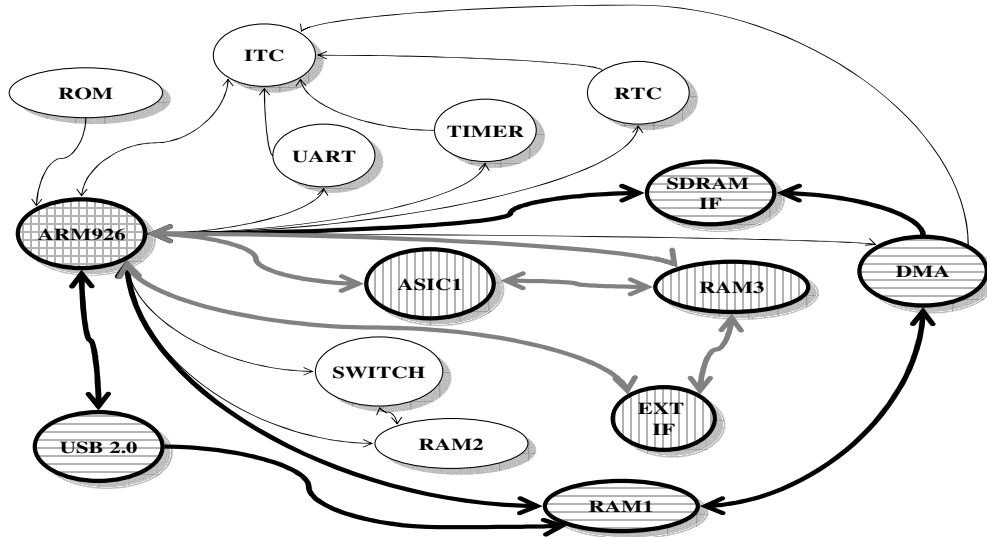 ITC
ROM
RTC
TIMER
UART
SDRAM
IF
ARM926
DMA
ASIC1
RAM3
SWITCH
EXT
IF
RAM2
USB 2.0
RAM1